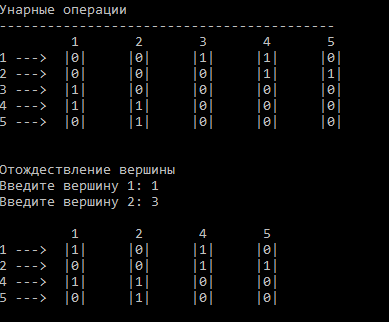 Унарные операции
------------------------------------------
1 2 3 4 5
1 ---> |0| |0| |1| |1| |0|
2 ---> |0| |0| |0| |1| |1|
3 ---> |1| |0| |0| |0| |0|
4 ---> |1| |1| |0| |0| |0|
5 ---> |0| |1| |0| |0| |0|
Отождествление вершины
Введите вершину 1: 1
Введите вершину 2: 3
1 2 4 5
1 ---> |1| |0| |1| |0|
2 ---> |0| |0| |1| |1|
4 ---> |1| |1| |0| |0|
5 ---> |0| |1| |0| |0|